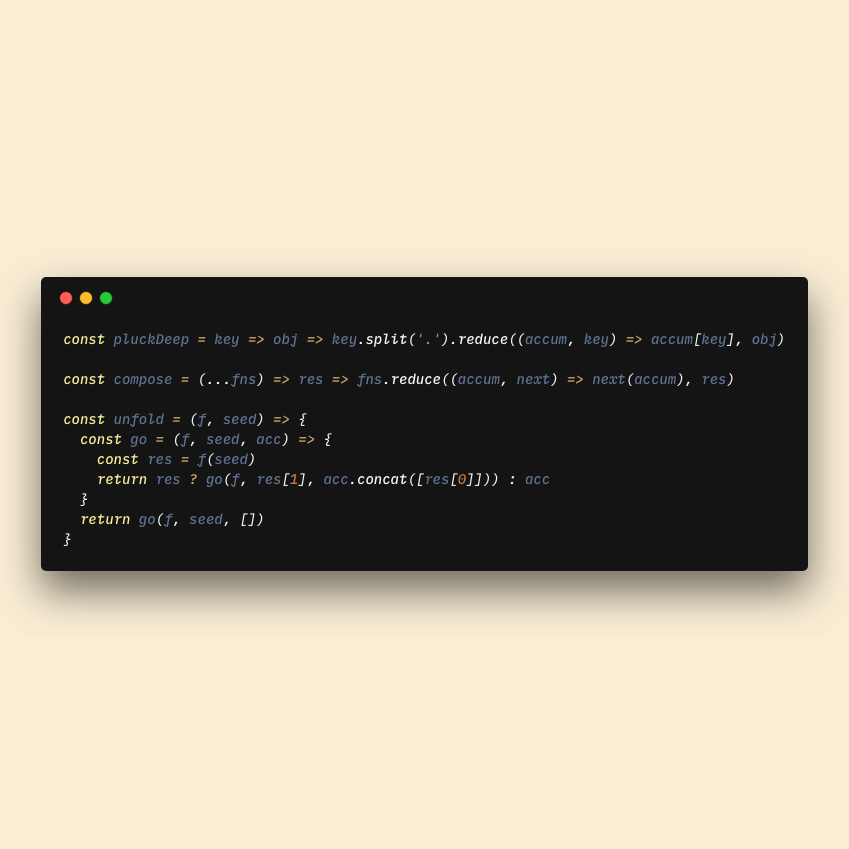 const pluckDeep = key => obj => key.split('.').reduce((accum, key) => accum[key], obj)
const compose = (...fns) => res => fns.reduce((accum, next) => next(accum), res)
const unfold = (f, seed) => {
  const go = (f, seed, acc) => {
    const res = f(seed)
    return res ? go(f, res[1], acc.concat([res[0]])) : acc
  }
  return go(f, seed, [])
}